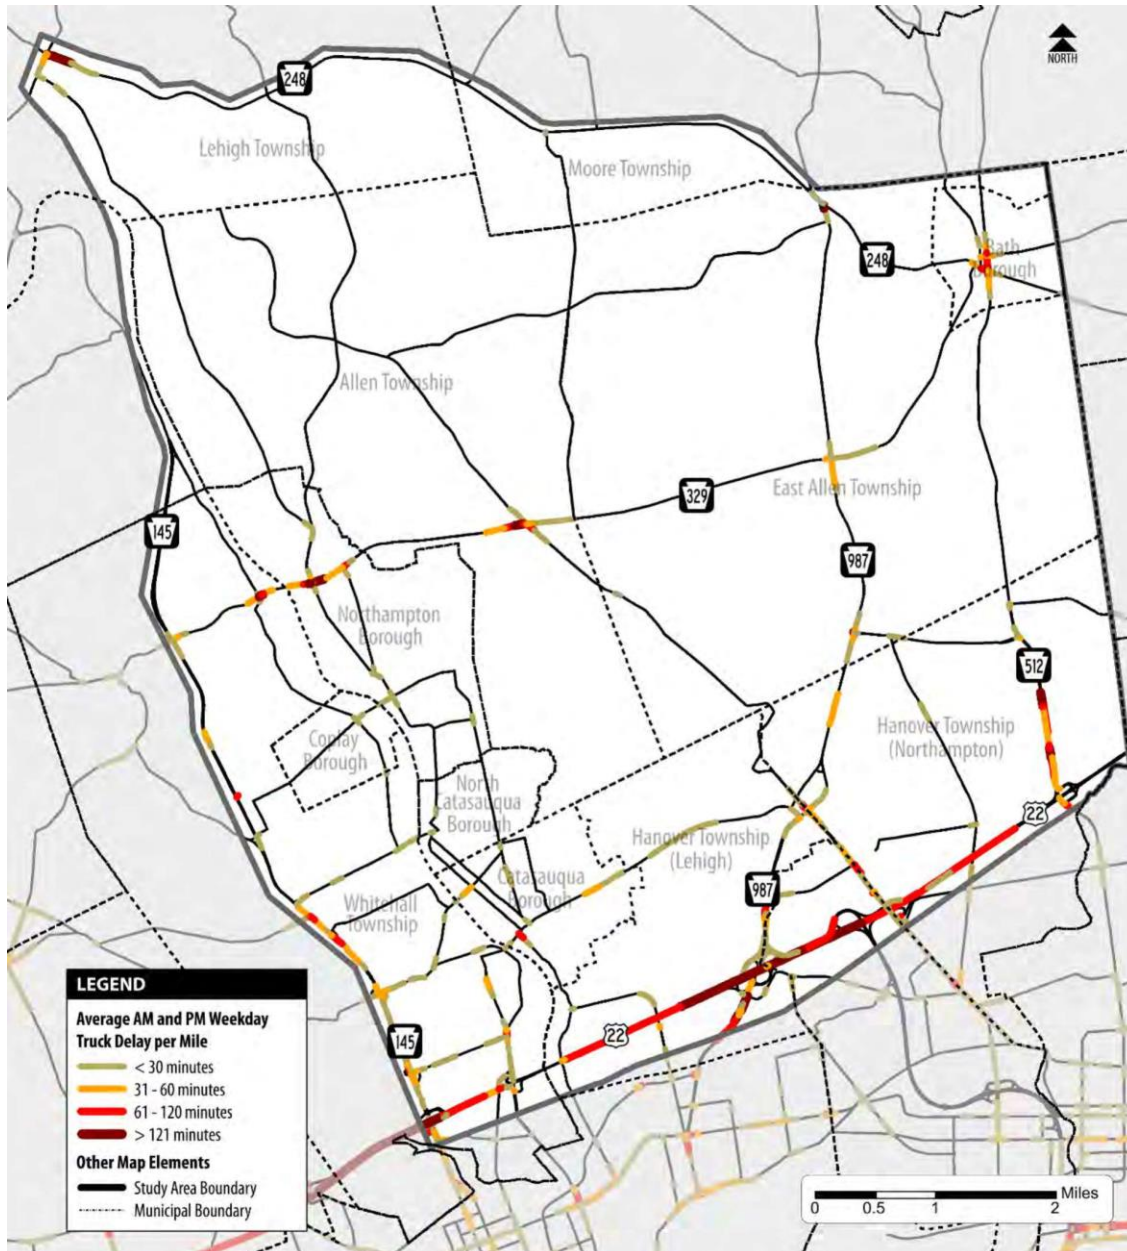 NORTH
248
Lehigh Township
Moore Township
248
Bath
Borough
Allen Township
329
East Allen Township
145
987
Northampton
Borough
512
Hanover Township
(Northampton)
Coplay
Borough
North
Catasauqua
Borough
22
Hanover Township
(Lehigh)
987
Catasauqua
Borough
Whitehall
Township
LEGEND
Average AM and PM Weekday
Truck Delay per Mile
< 30 minutes
31 - 60 minutes
61 - 120 minutes
> 121 minutes
Other Map Elements
Study Area Boundary
Municipal Boundary
145
22
Miles
0 0.5 1 2